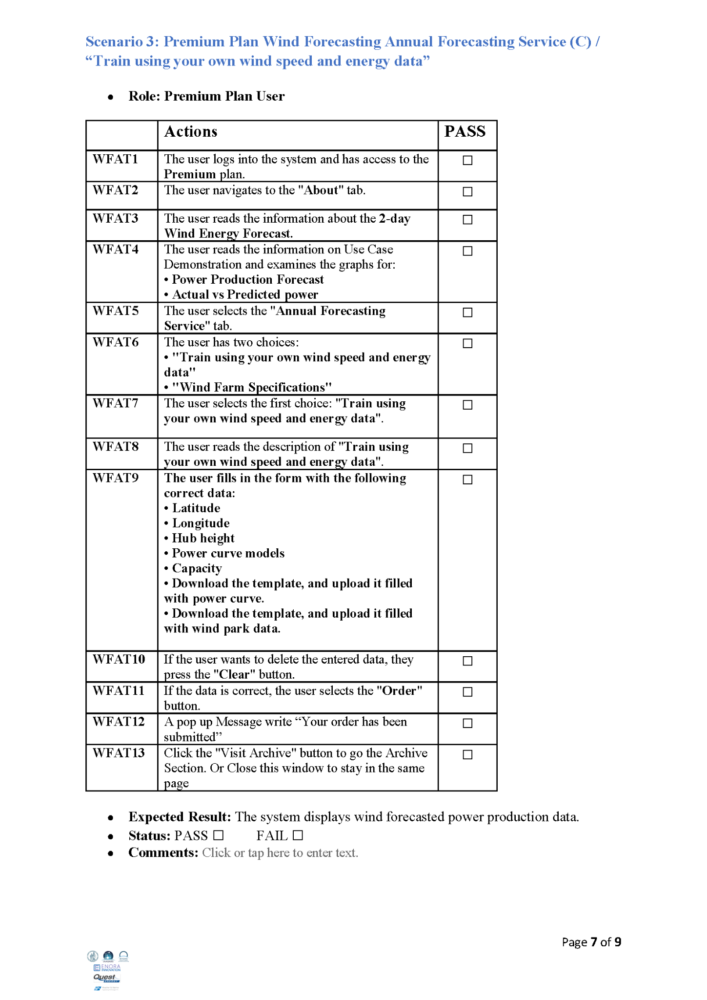 Scenario 3: Premium Plan Wind Forecasting Annual Forecasting Service (C) /
“Train using your own wind speed and energy data”
• Role: Premium Plan User
Actions PASS
WFAT1 The user logs into the system and has access to the ☐
Premium plan.
WFAT2 The user navigates to the "About" tab. ☐
WFAT3 The user reads the information about the 2-day ☐
Wind Energy Forecast.
WFAT4 The user reads the information on Use Case ☐
Demonstration and examines the graphs for:
• Power Production Forecast
• Actual vs Predicted power
WFAT5 The user selects the "Annual Forecasting ☐
Service" tab.
WFAT6 The user has two choices: ☐
• "Train using your own wind speed and energy
data"
• "Wind Farm Specifications"
WFAT7 The user selects the first choice: "Train using ☐
your own wind speed and energy data".
WFAT8 The user reads the description of "Train using ☐
your own wind speed and energy data".
WFAT9 The user fills in the form with the following ☐
correct data:
• Latitude
• Longitude
• Hub height
• Power curve models
• Capacity
• Download the template, and upload it filled
with power curve.
• Download the template, and upload it filled
with wind park data.
WFAT10 If the user wants to delete the entered data, they ☐
press the "Clear" button.
WFAT11 If the data is correct, the user selects the "Order" ☐
button.
WFAT12 A pop up Message write “Your order has been ☐
submitted”
WFAT13 Click the "Visit Archive" button to go the Archive ☐
Section. Or Close this window to stay in the same
page
• Expected Result: The system displays wind forecasted power production data.
• Status: PASS ☐ FAIL ☐
• Comments: Click or tap here to enter text.
Page 7 of 9
IAASARS
BEYOND
ENORA
INNOVATION
Quest
ENERGY